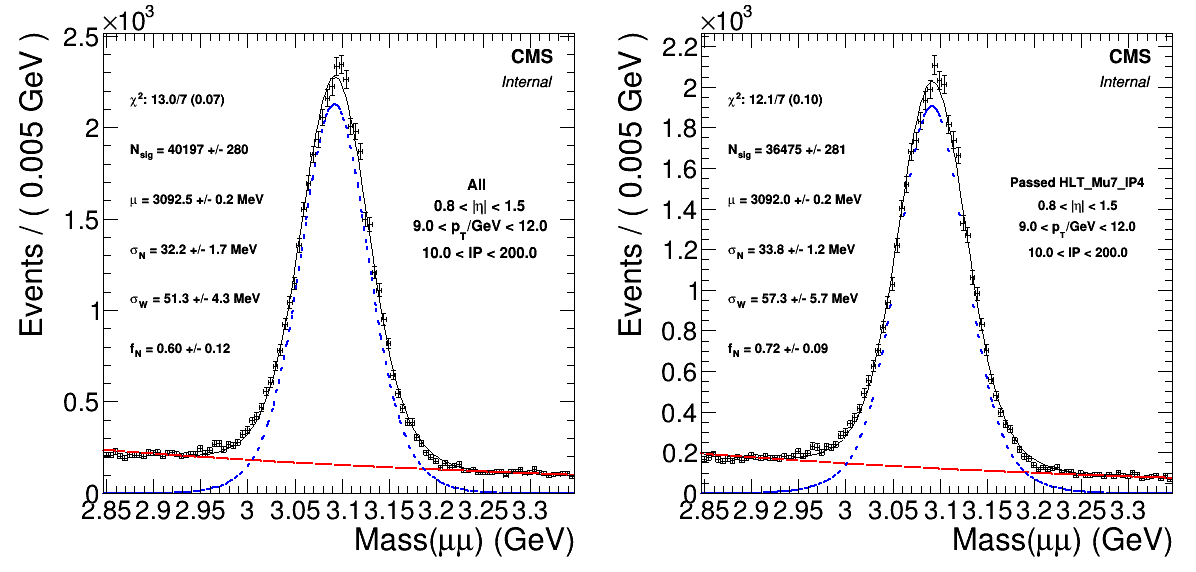 ×10³
2.5
2
1.5
1
0.5
0
Events / ( 0.005 GeV )
CMS
Internal
χ²: 13.0/7 (0.07)
N_sig = 40197 +/- 280
μ = 3092.5 +/- 0.2 MeV
σ_N = 32.2 +/- 1.7 MeV
σ_W = 51.3 +/- 4.3 MeV
f_N = 0.60 +/- 0.12
All
0.8 < |η| < 1.5
9.0 < p_T/GeV < 12.0
10.0 < IP < 200.0
2.85 2.9 2.95 3 3.05 3.1 3.15 3.2 3.25 3.3
Mass(μμ) (GeV)
×10³
2.2
2
1.8
1.6
1.4
1.2
1
0.8
0.6
0.4
0.2
0
Events / ( 0.005 GeV )
CMS
Internal
χ²: 12.1/7 (0.10)
N_sig = 36475 +/- 281
μ = 3092.0 +/- 0.2 MeV
σ_N = 33.8 +/- 1.2 MeV
σ_W = 57.3 +/- 5.7 MeV
f_N = 0.72 +/- 0.09
Passed HLT_Mu7_IP4
0.8 < |η| < 1.5
9.0 < p_T/GeV < 12.0
10.0 < IP < 200.0
2.85 2.9 2.95 3 3.05 3.1 3.15 3.2 3.25 3.3
Mass(μμ) (GeV)